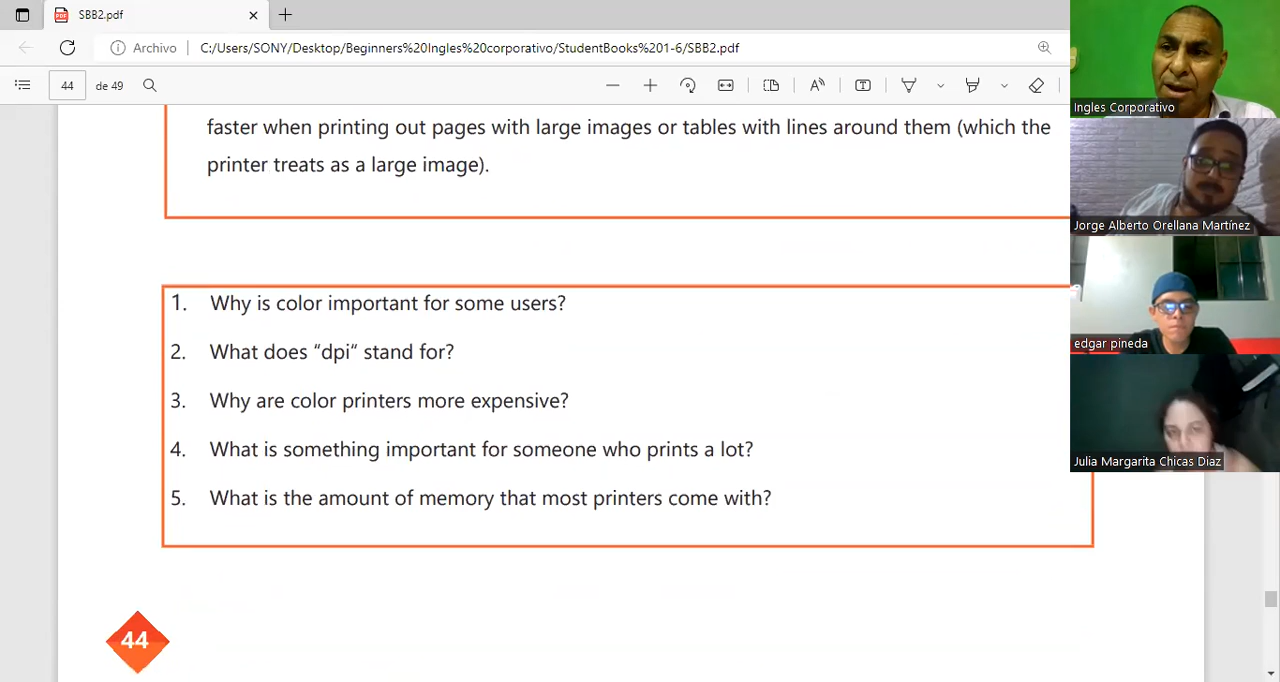 SBB2.pdf
Archivo
C:/Users/SONY/Desktop/Beginners%20Ingles%20corporativo/StudentBooks%201-6/SBB2.pdf
44
de 49
faster when printing out pages with large images or tables with lines around them (which the
printer treats as a large image).
1. Why is color important for some users?
2. What does “dpi“ stand for?
3. Why are color printers more expensive?
4. What is something important for someone who prints a lot?
5. What is the amount of memory that most printers come with?
44
Ingles Corporativo
Jorge Alberto Orellana Martínez
edgar pineda
Julia Margarita Chicas Diaz